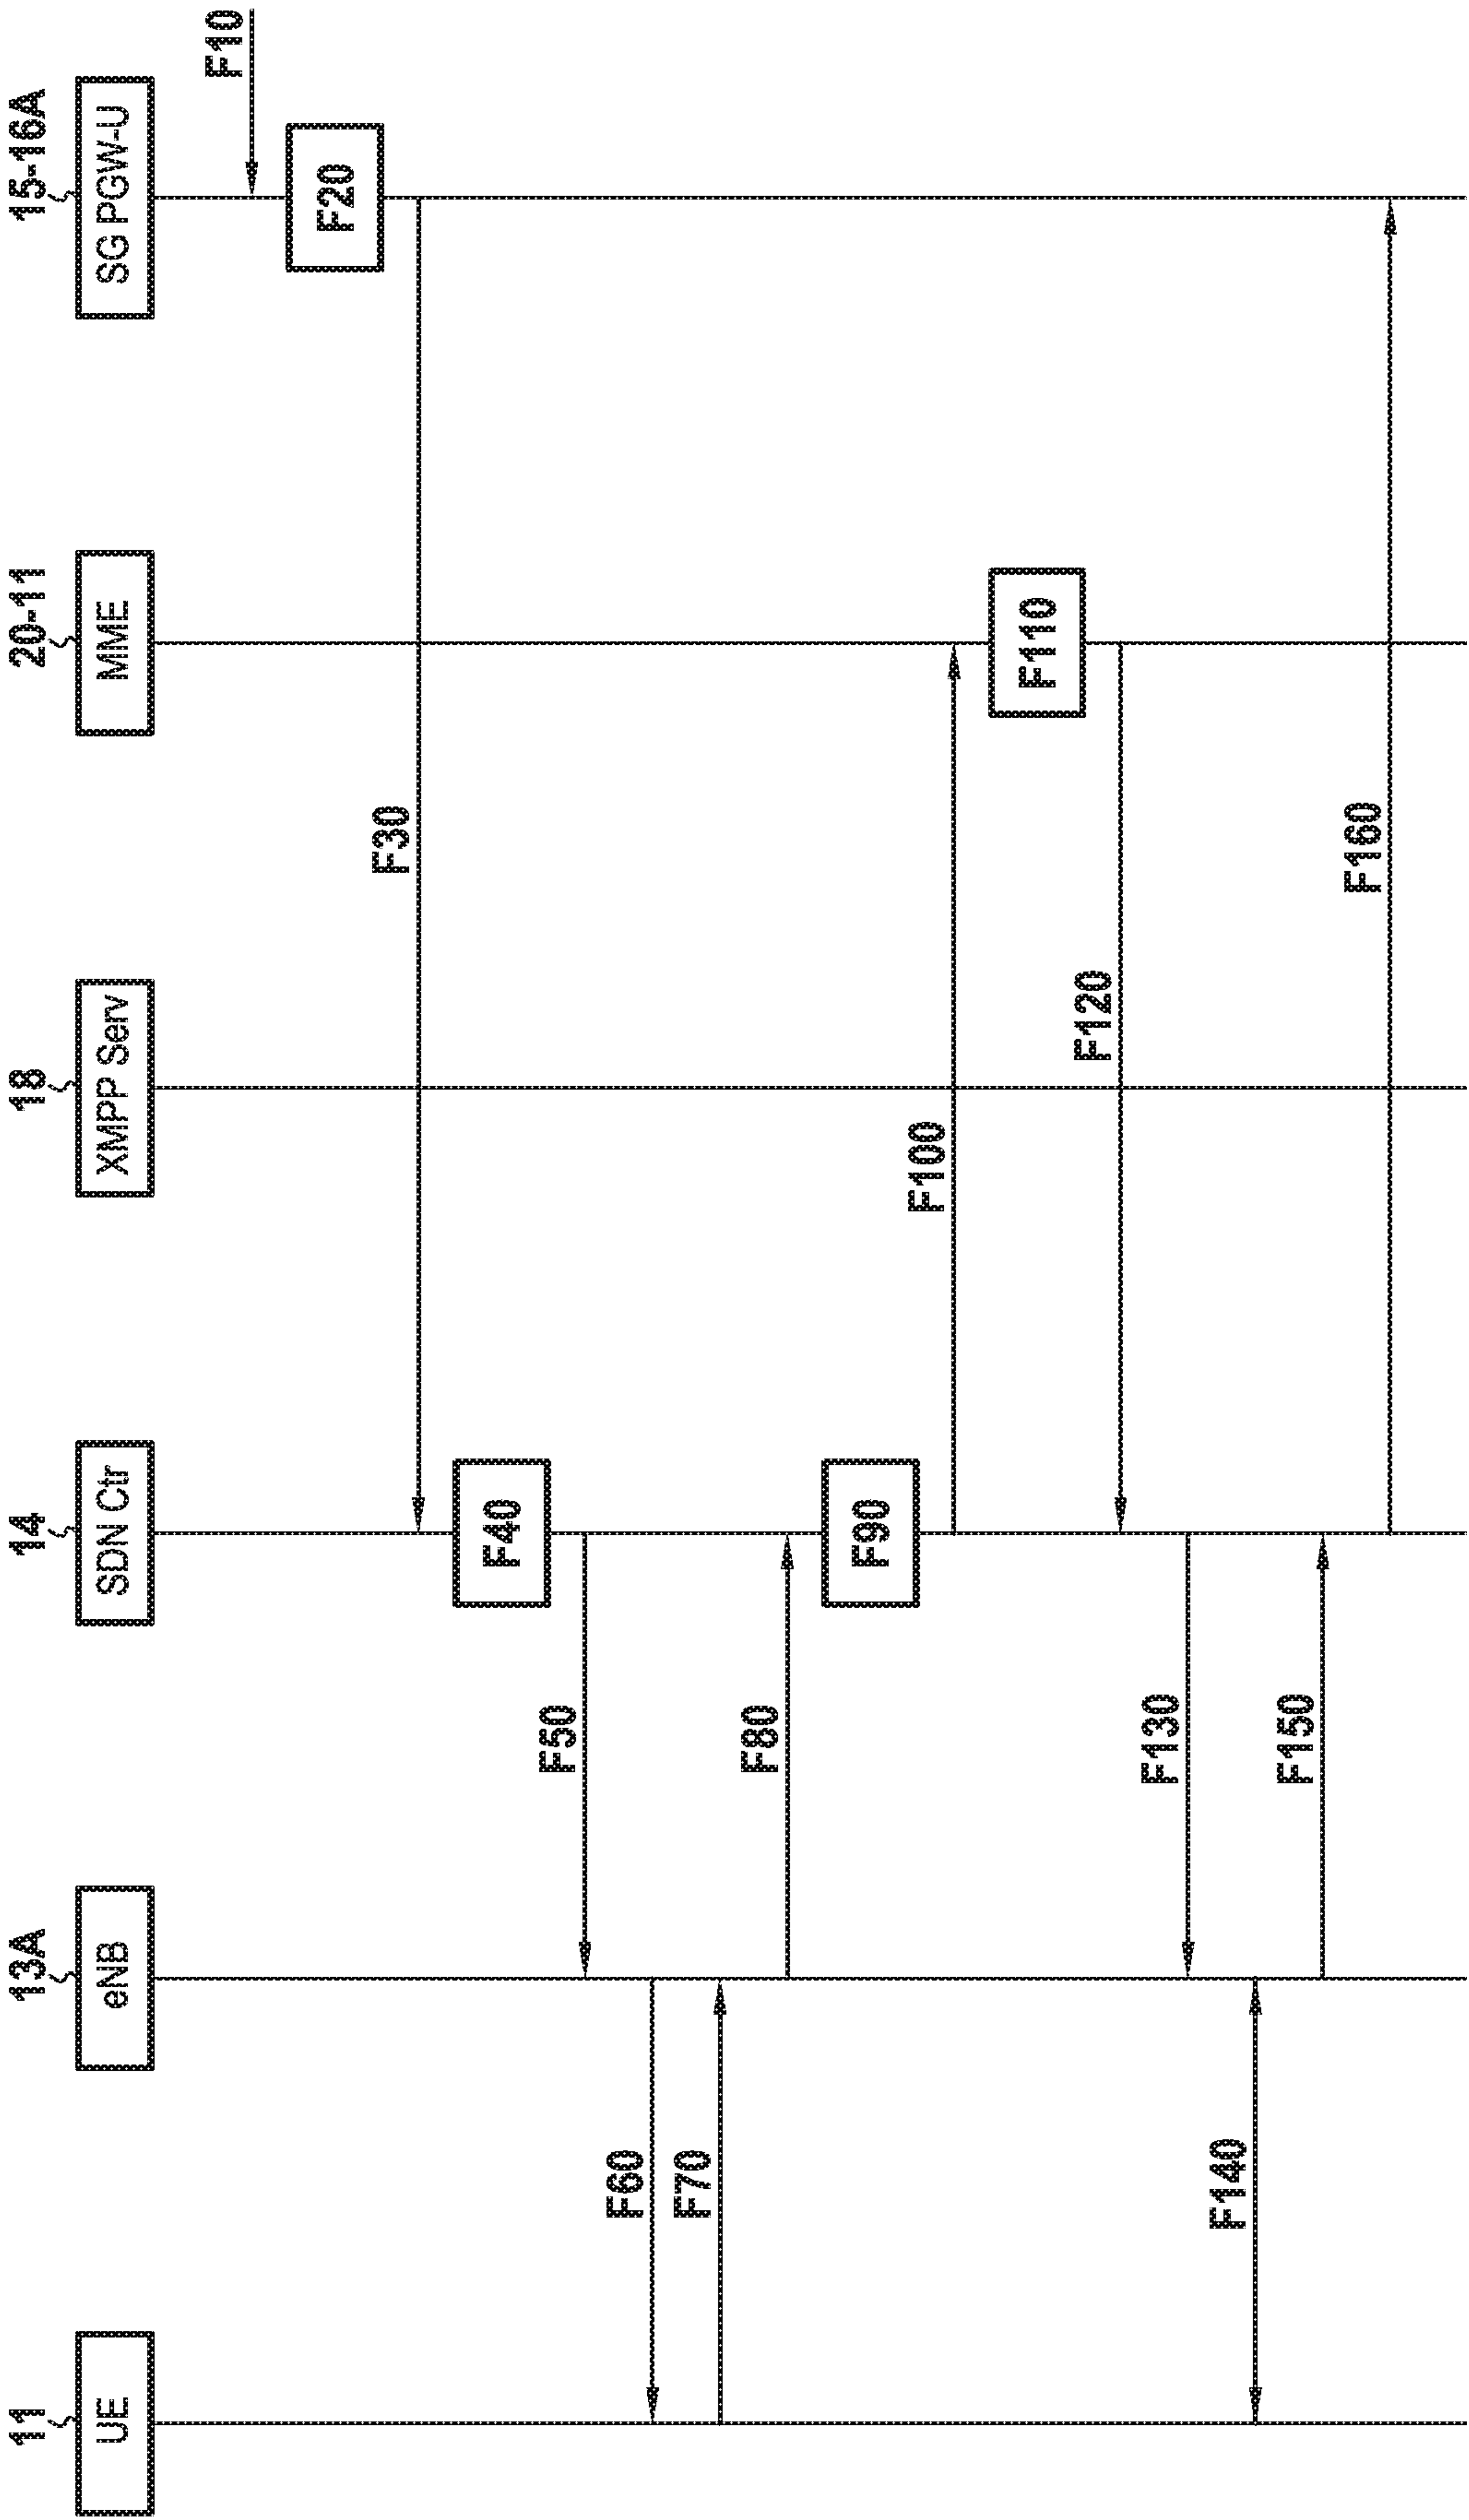 11
13A
14
18
20-11
15-16A
UE
eNB
SDN Ctr
XMPP Serv
MME
SG PGW-U
F10
F20
F30
F40
F50
F60
F70
F80
F90
F100
F110
F120
F130
F140
F150
F160